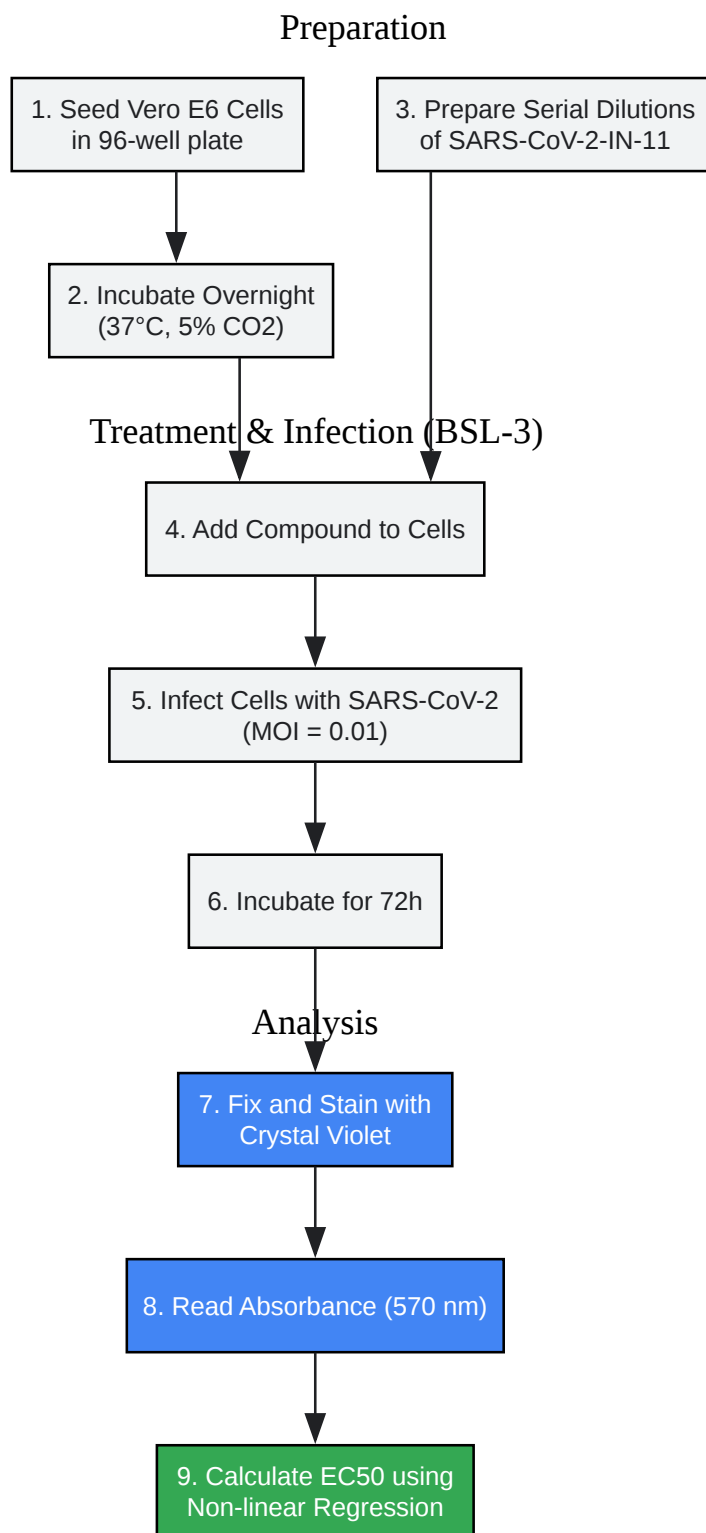 Preparation
1. Seed Vero E6 Cells
in 96-well plate
3. Prepare Serial Dilutions
of SARS-CoV-2-IN-11
2. Incubate Overnight
(37°C, 5% CO2)
Treatment & Infection (BSL-3)
4. Add Compound to Cells
5. Infect Cells with SARS-CoV-2
(MOI = 0.01)
6. Incubate for 72h
Analysis
7. Fix and Stain with
Crystal Violet
8. Read Absorbance (570 nm)
9. Calculate EC50 using
Non-linear Regression